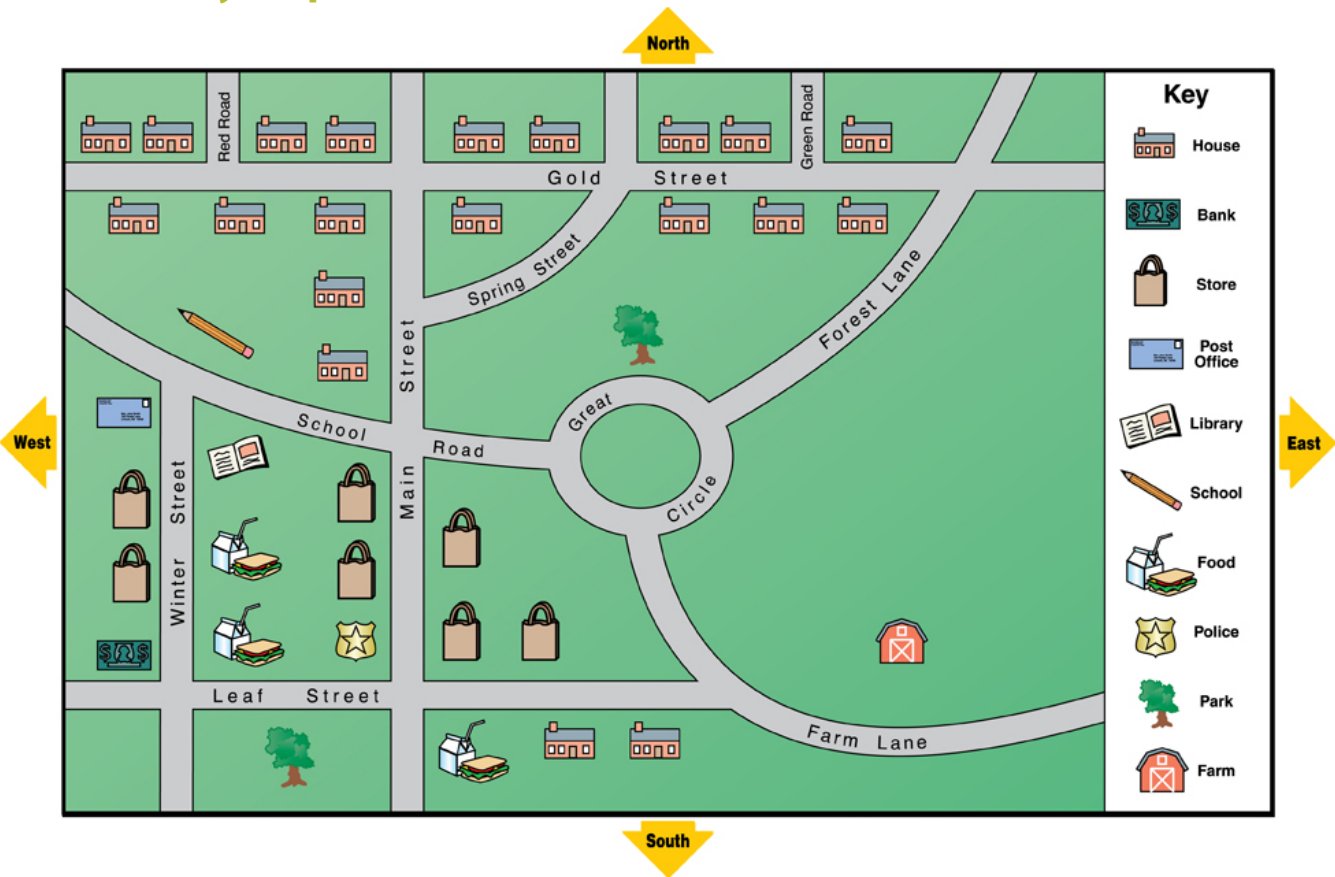 North
Key
House
Bank
Store
Post
Office
Library
School
Food
Police
Park
Farm
Red Road
Green Road
Gold Street
Spring Street
Forest Lane
Main Street
School Road
Great Circle
Winter Street
Leaf Street
Farm Lane
West
East
South